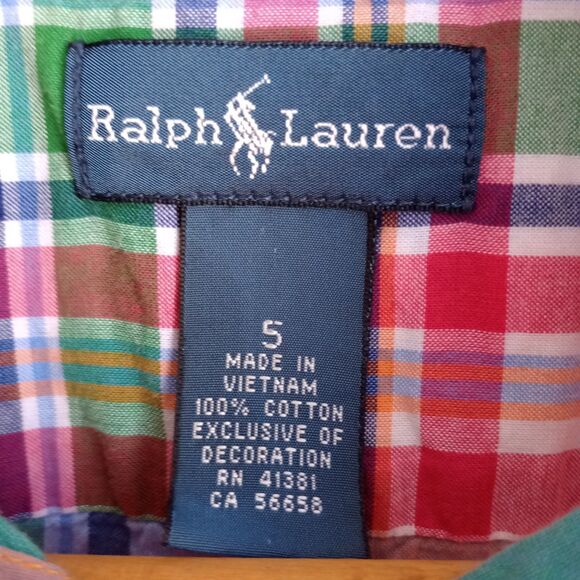 Ralph Lauren
5
MADE IN
VIETNAM
100% COTTON
EXCLUSIVE OF
DECORATION
RN 41381
CA 56658